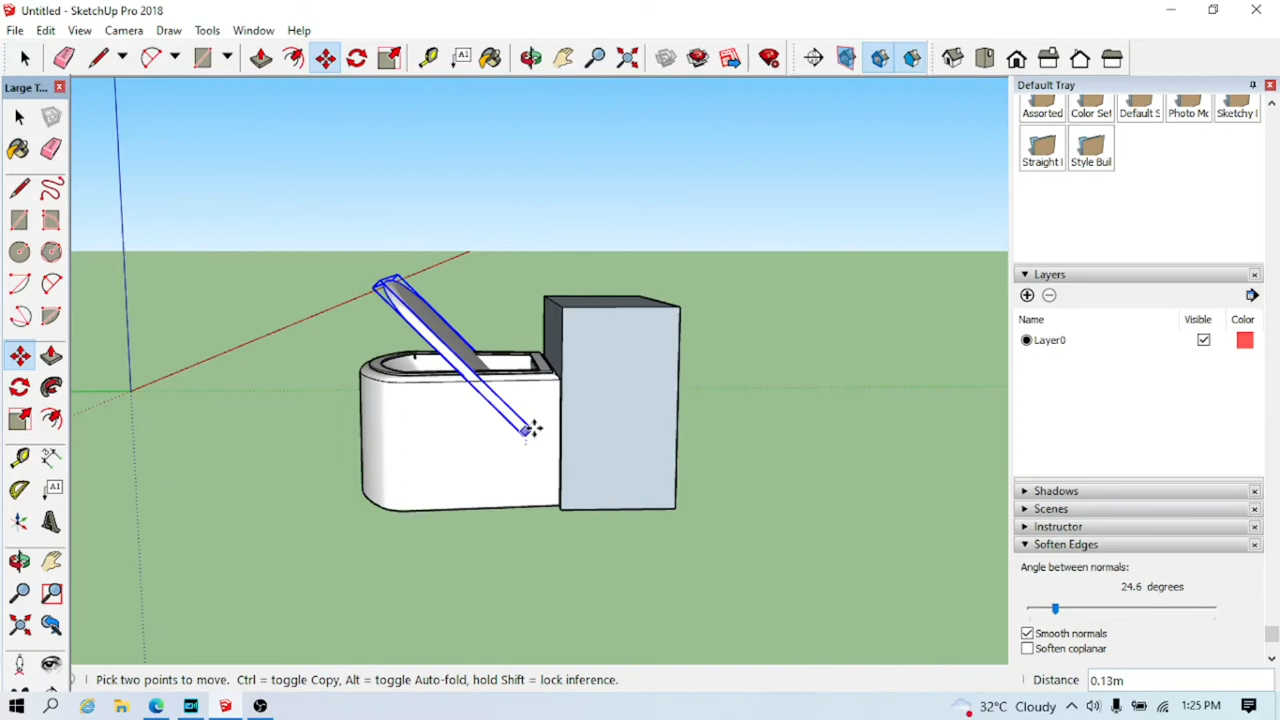 Untitled - SketchUp Pro 2018
File Edit View Camera Draw Tools Window Help
A1
Large T...
Default Tray
Assorted Color Set Default S Photo Mo Sketchy I
Straight I Style Buil
Layers
Name Visible Color
Layer0
A1
Shadows
Scenes
Instructor
Soften Edges
Angle between normals:
24.6 degrees
Smooth normals
Soften coplanar
Pick two points to move. Ctrl = toggle Copy, Alt = toggle Auto-fold, hold Shift = lock inference.
Distance 0.13m
32°C Cloudy 1:25 PM